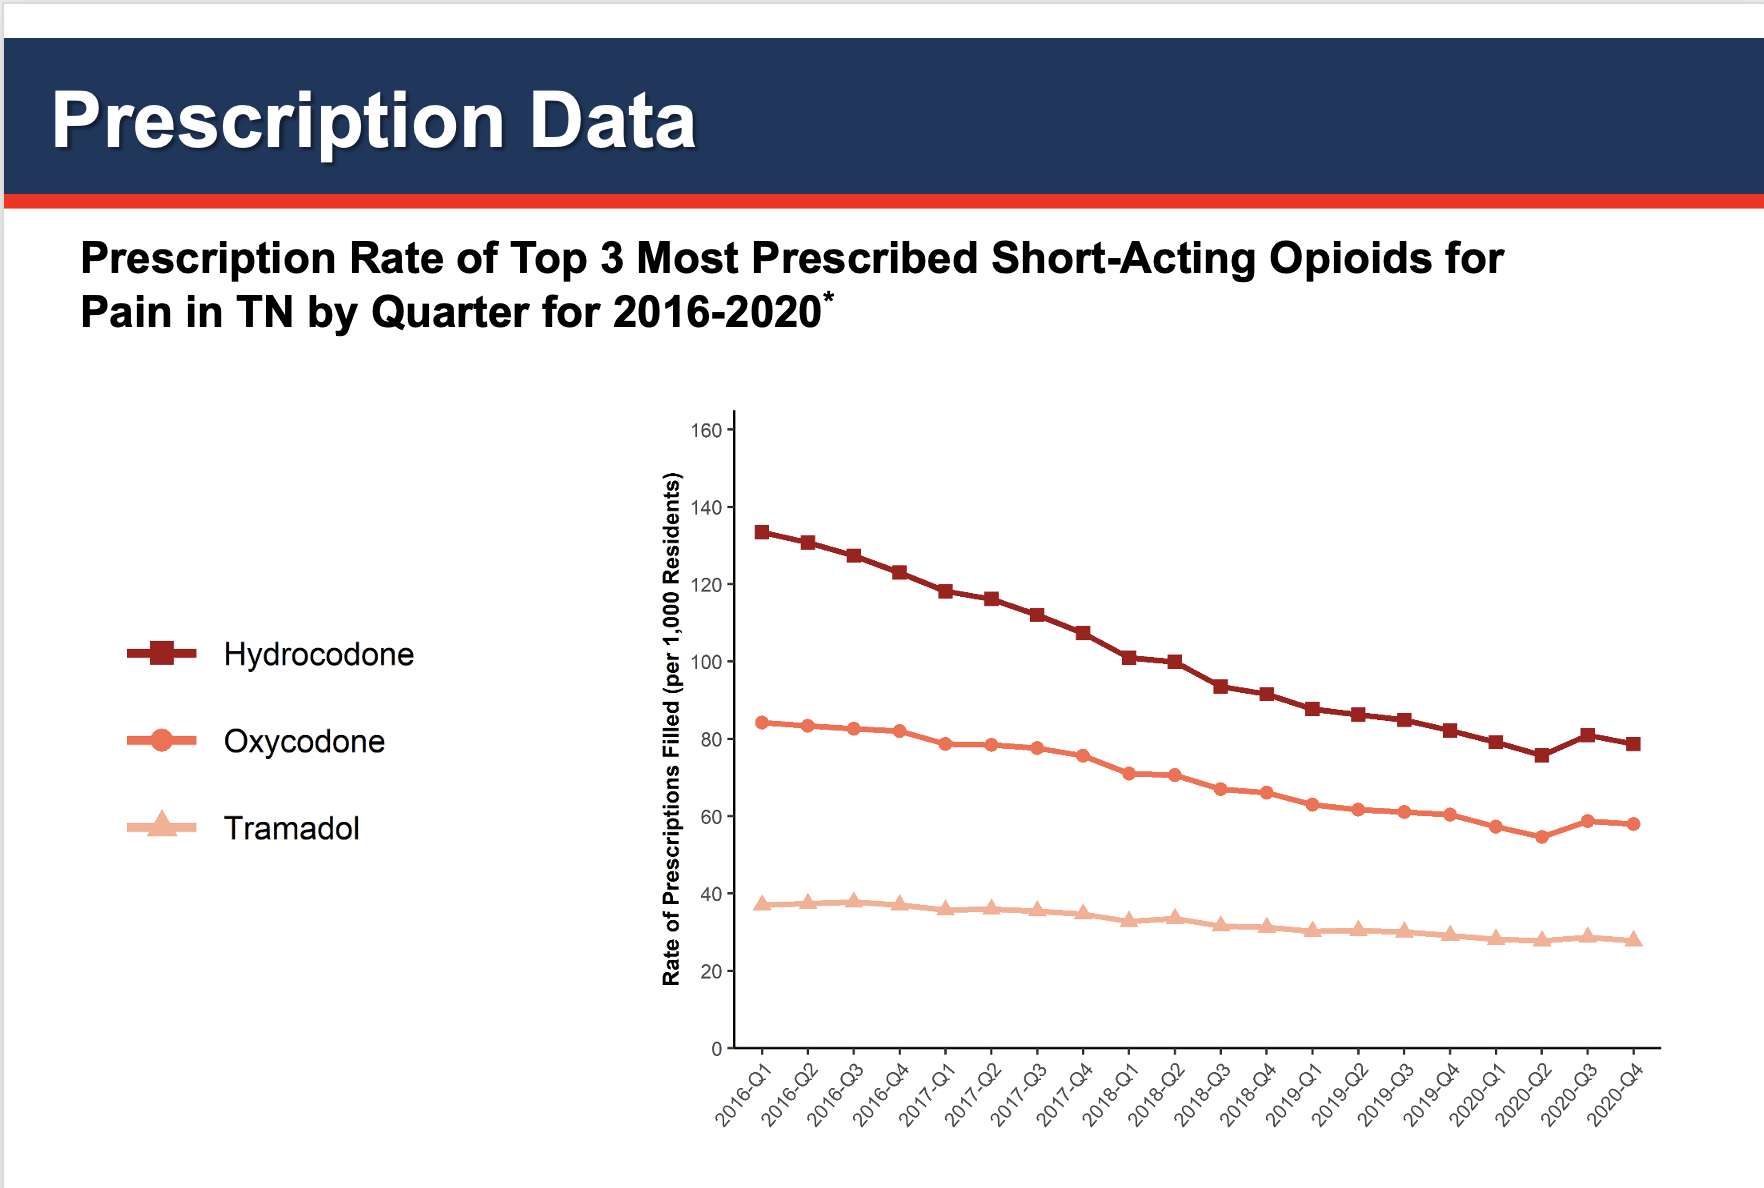 Prescription Data
Prescription Rate of Top 3 Most Prescribed Short-Acting Opioids for
Pain in TN by Quarter for 2016-2020*
Hydrocodone
Oxycodone
Tramadol
Rate of Prescriptions Filled (per 1,000 Residents)
160
140
120
100
80
60
40
20
0
2016-Q1
2016-Q2
2016-Q3
2016-Q4
2017-Q1
2017-Q2
2017-Q3
2017-Q4
2018-Q1
2018-Q2
2018-Q3
2018-Q4
2019-Q1
2019-Q2
2019-Q3
2019-Q4
2020-Q1
2020-Q2
2020-Q3
2020-Q4